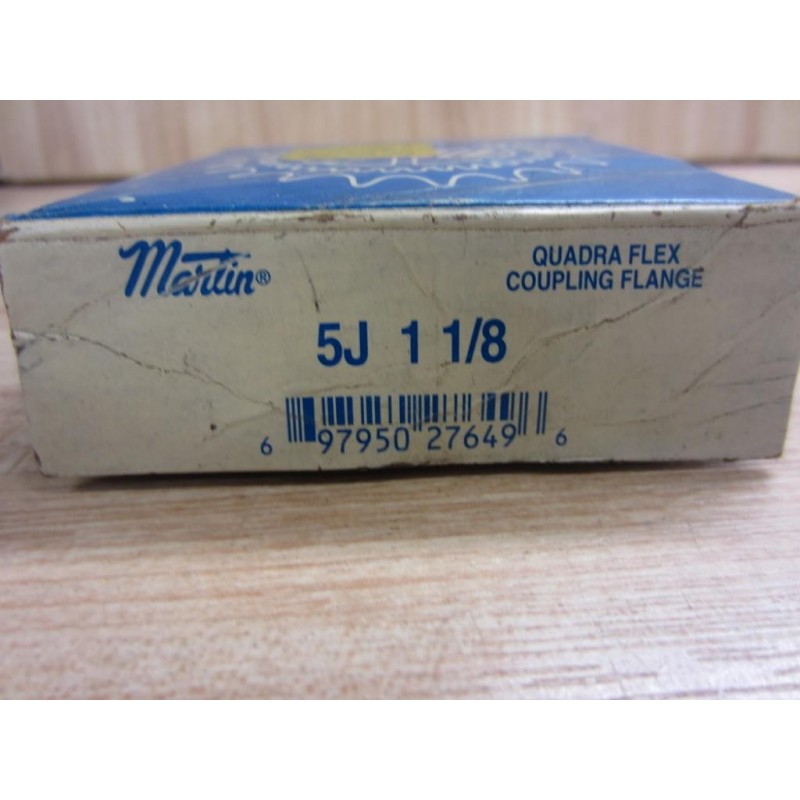 Martin®
QUADRA FLEX
COUPLING FLANGE
5J 1 1/8
6 97950 27649 6